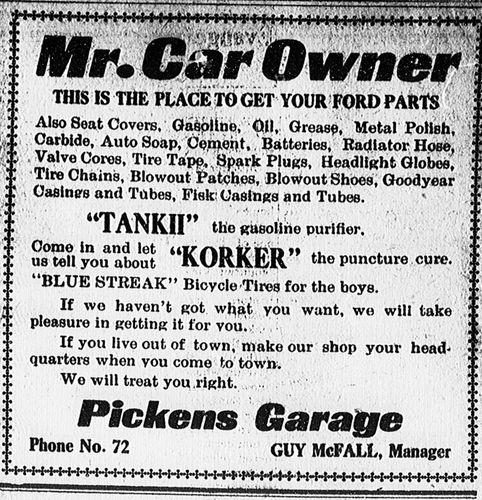 Mr. Car Owner
THIS IS THE PLACE TO GET YOUR FORD PARTS
Also Seat Covers, Gasoline, Oil, Grease, Metal Polish,
Carbide, Auto Soap, Cement, Batteries, Radiator Hose,
Valve Cores, Tire Tape, Spark Plugs, Headlight Globes,
Tire Chains, Blowout Patches, Blowout Shoes, Goodyear
Casings and Tubes, Fisk Casings and Tubes.
"TANKII" the gasoline purifier.
Come in and let
us tell you about "KORKER" the puncture cure.
"BLUE STREAK" Bicycle Tires for the boys.
If we haven't got what you want, we will take
pleasure in getting it for you.
If you live out of town, make our shop your head-
quarters when you come to town.
We will treat you right.
Pickens Garage
Phone No. 72 GUY McFALL, Manager